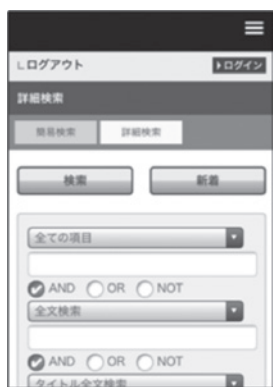 ∟ログアウト
▶ログイン
詳細検索
簡易検索
詳細検索
検索
新着
全ての項目
AND OR NOT
全文検索
AND OR NOT
タイトル全文検索